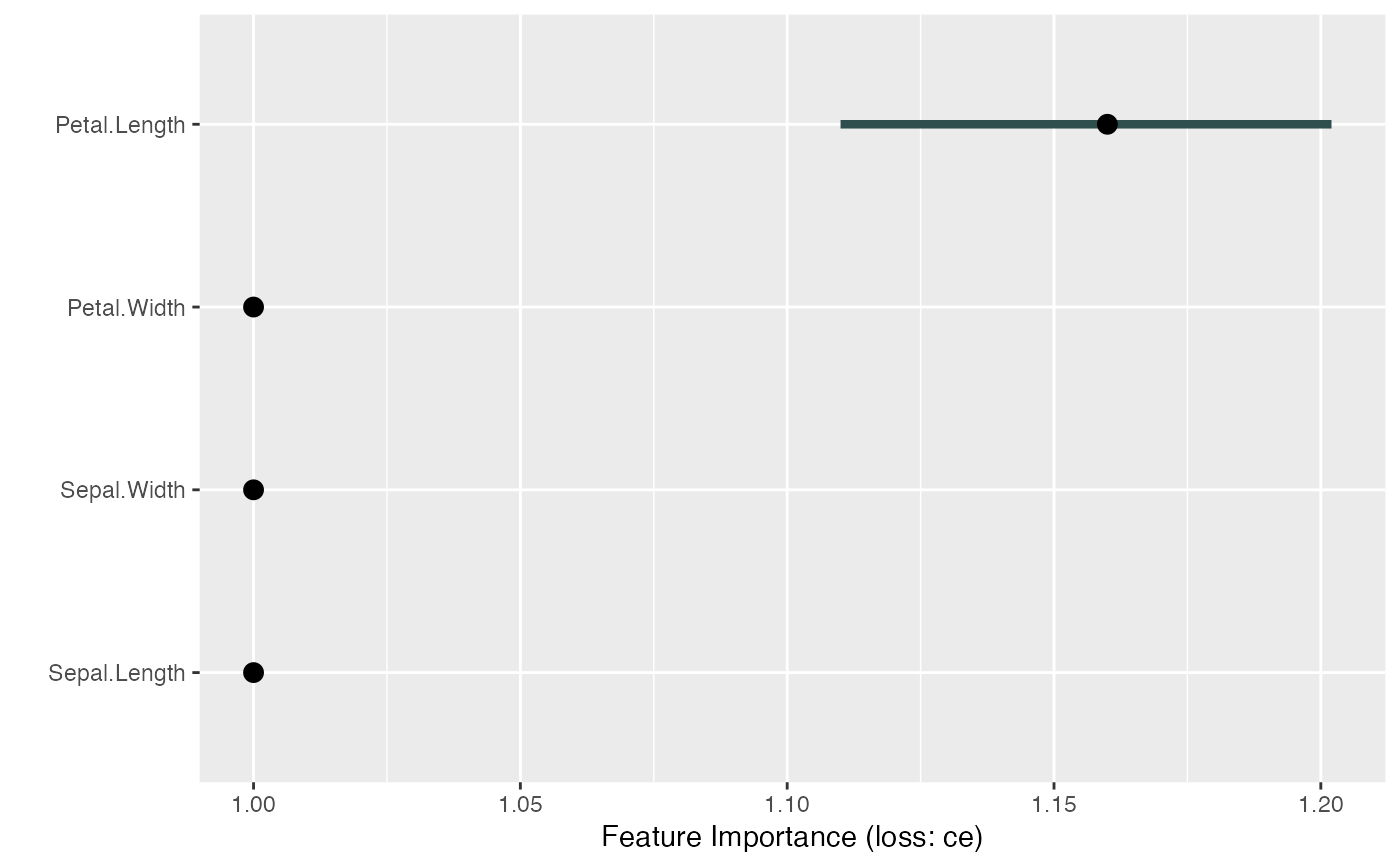 Petal.Length
Petal.Width
Sepal.Width
Sepal.Length
1.00 1.05 1.10 1.15 1.20
Feature Importance (loss: ce)